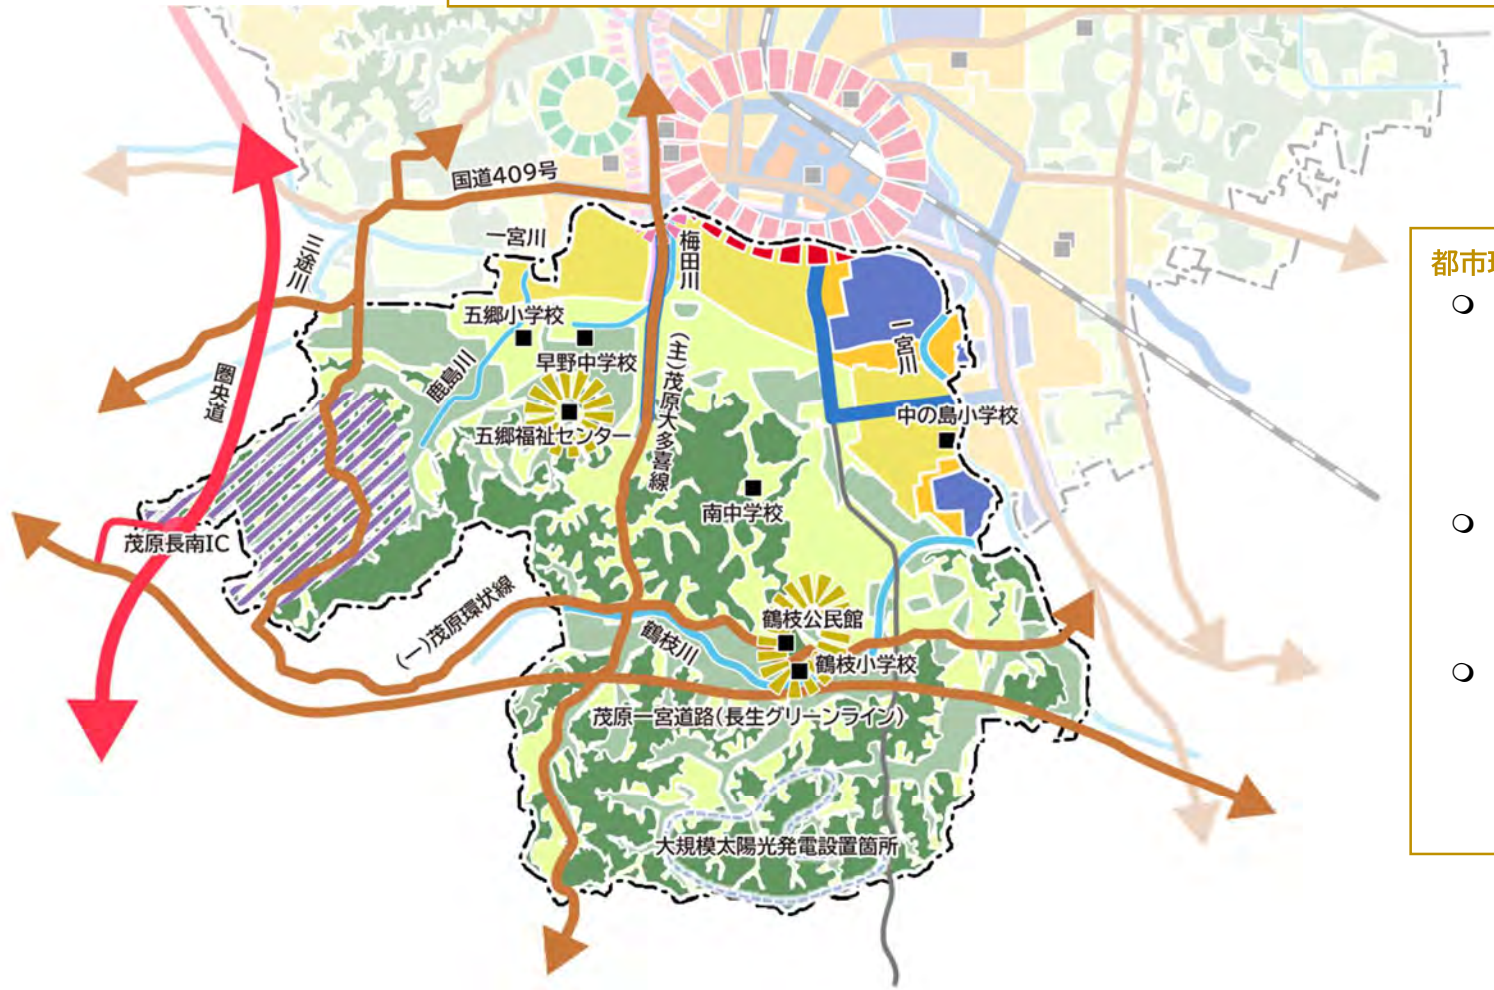 国道409号
一宮川
梅田川
三途川
都市
五郷小学校
早野中学校
一宮川
(主)茂原大多喜線
鹿島川
圏央道
中の島小学校
五郷福祉センター
南中学校
茂原長南IC
(一)茂原環状線
鶴枝公民館
鶴枝川
鶴枝小学校
茂原一宮道路(長生グリーンライン)
大規模太陽光発電設置箇所